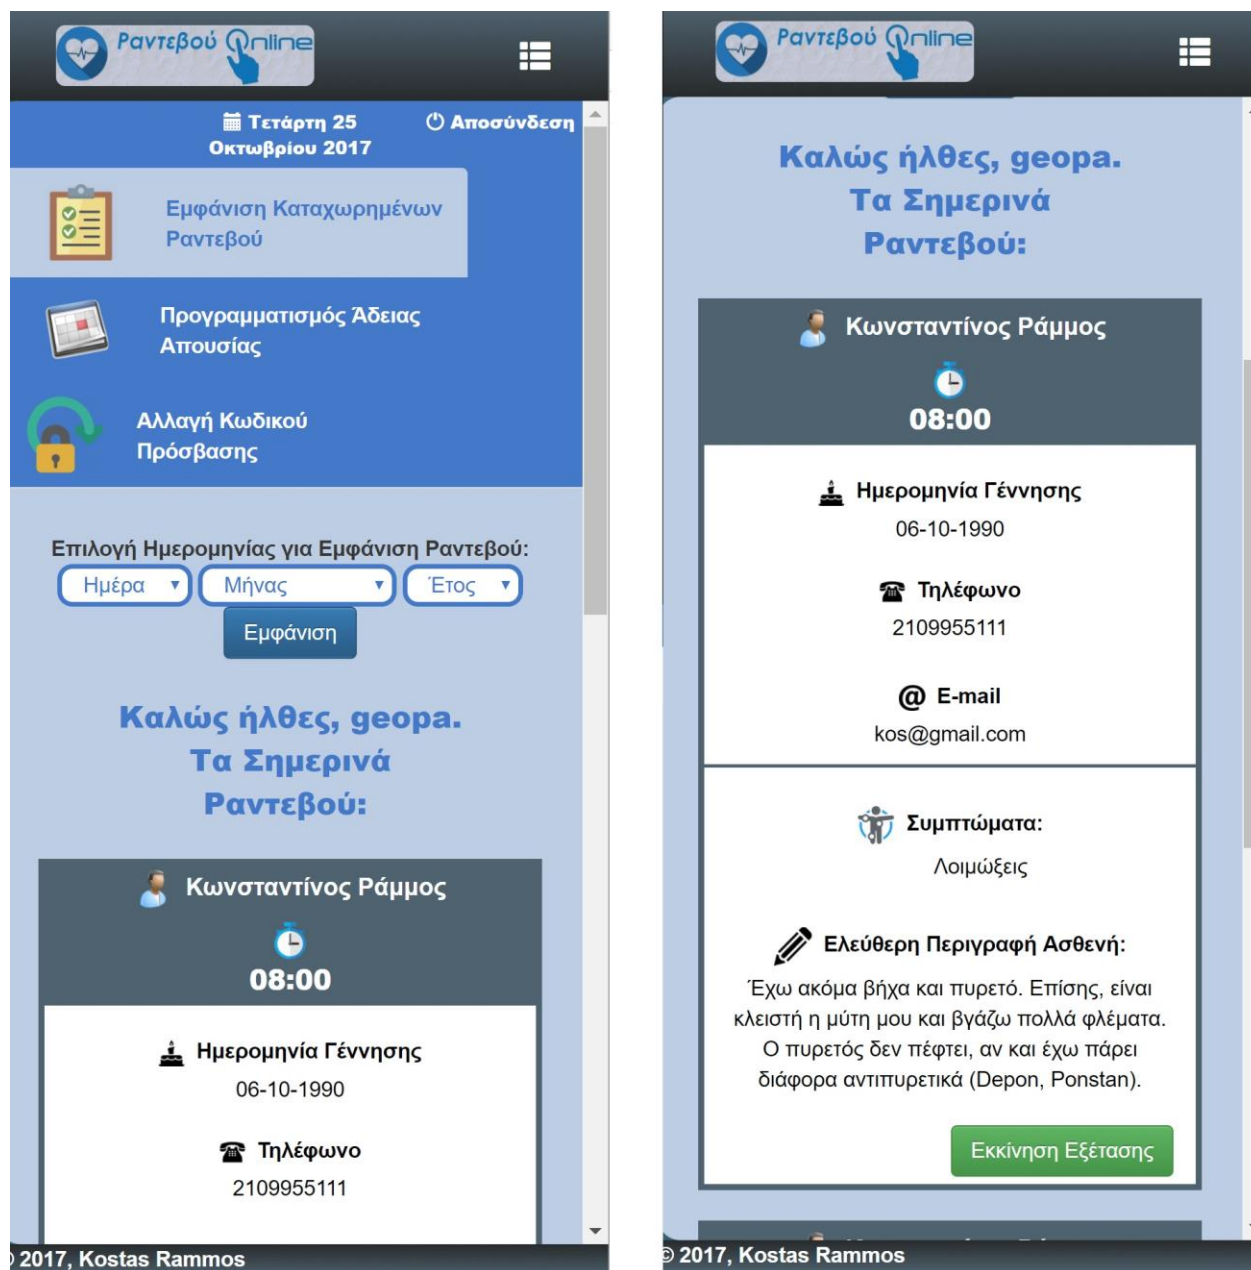 Ραντεβού Online
Τετάρτη 25
Οκτωβρίου 2017
Αποσύνδεση
Εμφάνιση Καταχωρημένων
Ραντεβού
Προγραμματισμός Άδειας
Απουσίας
Αλλαγή Κωδικού
Πρόσβασης
Επιλογή Ημερομηνίας για Εμφάνιση Ραντεβού:
Ημέρα Μήνας Έτος
Εμφάνιση
Καλώς ήλθες, geopa.
Τα Σημερινά
Ραντεβού:
Κωνσταντίνος Ράμμος
08:00
Ημερομηνία Γέννησης
06-10-1990
Τηλέφωνο
2109955111
© 2017, Kostas Rammos
Ραντεβού Online
Καλώς ήλθες, geopa.
Τα Σημερινά
Ραντεβού:
Κωνσταντίνος Ράμμος
08:00
Ημερομηνία Γέννησης
06-10-1990
Τηλέφωνο
2109955111
@ E-mail
kos@gmail.com
Συμπτώματα:
Λοιμώξεις
Ελεύθερη Περιγραφή Ασθενή:
Έχω ακόμα βήχα και πυρετό. Επίσης, είναι
κλειστή η μύτη μου και βγάζω πολλά φλέματα.
Ο πυρετός δεν πέφτει, αν και έχω πάρει
διάφορα αντιπυρετικά (Depon, Ponstan).
Εκκίνηση Εξέτασης
© 2017, Kostas Rammos